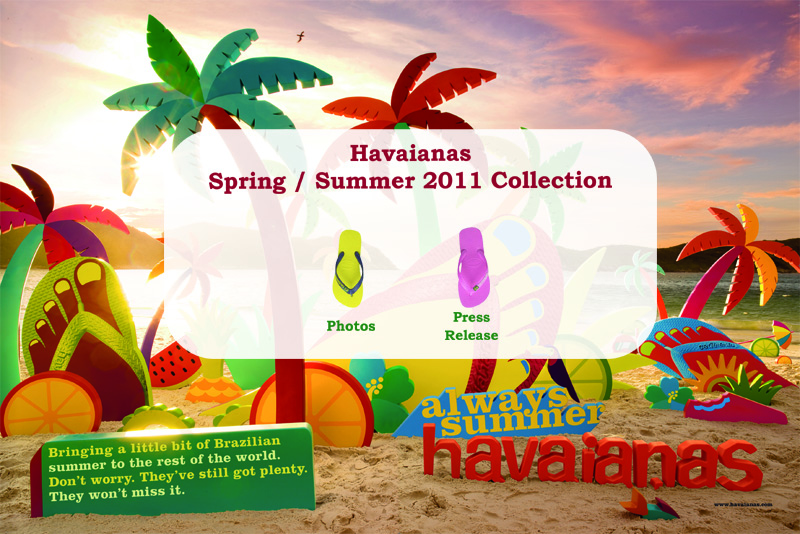 Havaianas
Spring / Summer 2011 Collection
Photos
Press
Release
always
summer
havaianas
Bringing a little bit of Brazilian
summer to the rest of the world.
Don't worry. They've still got plenty.
They won't miss it.
www.havaianas.com